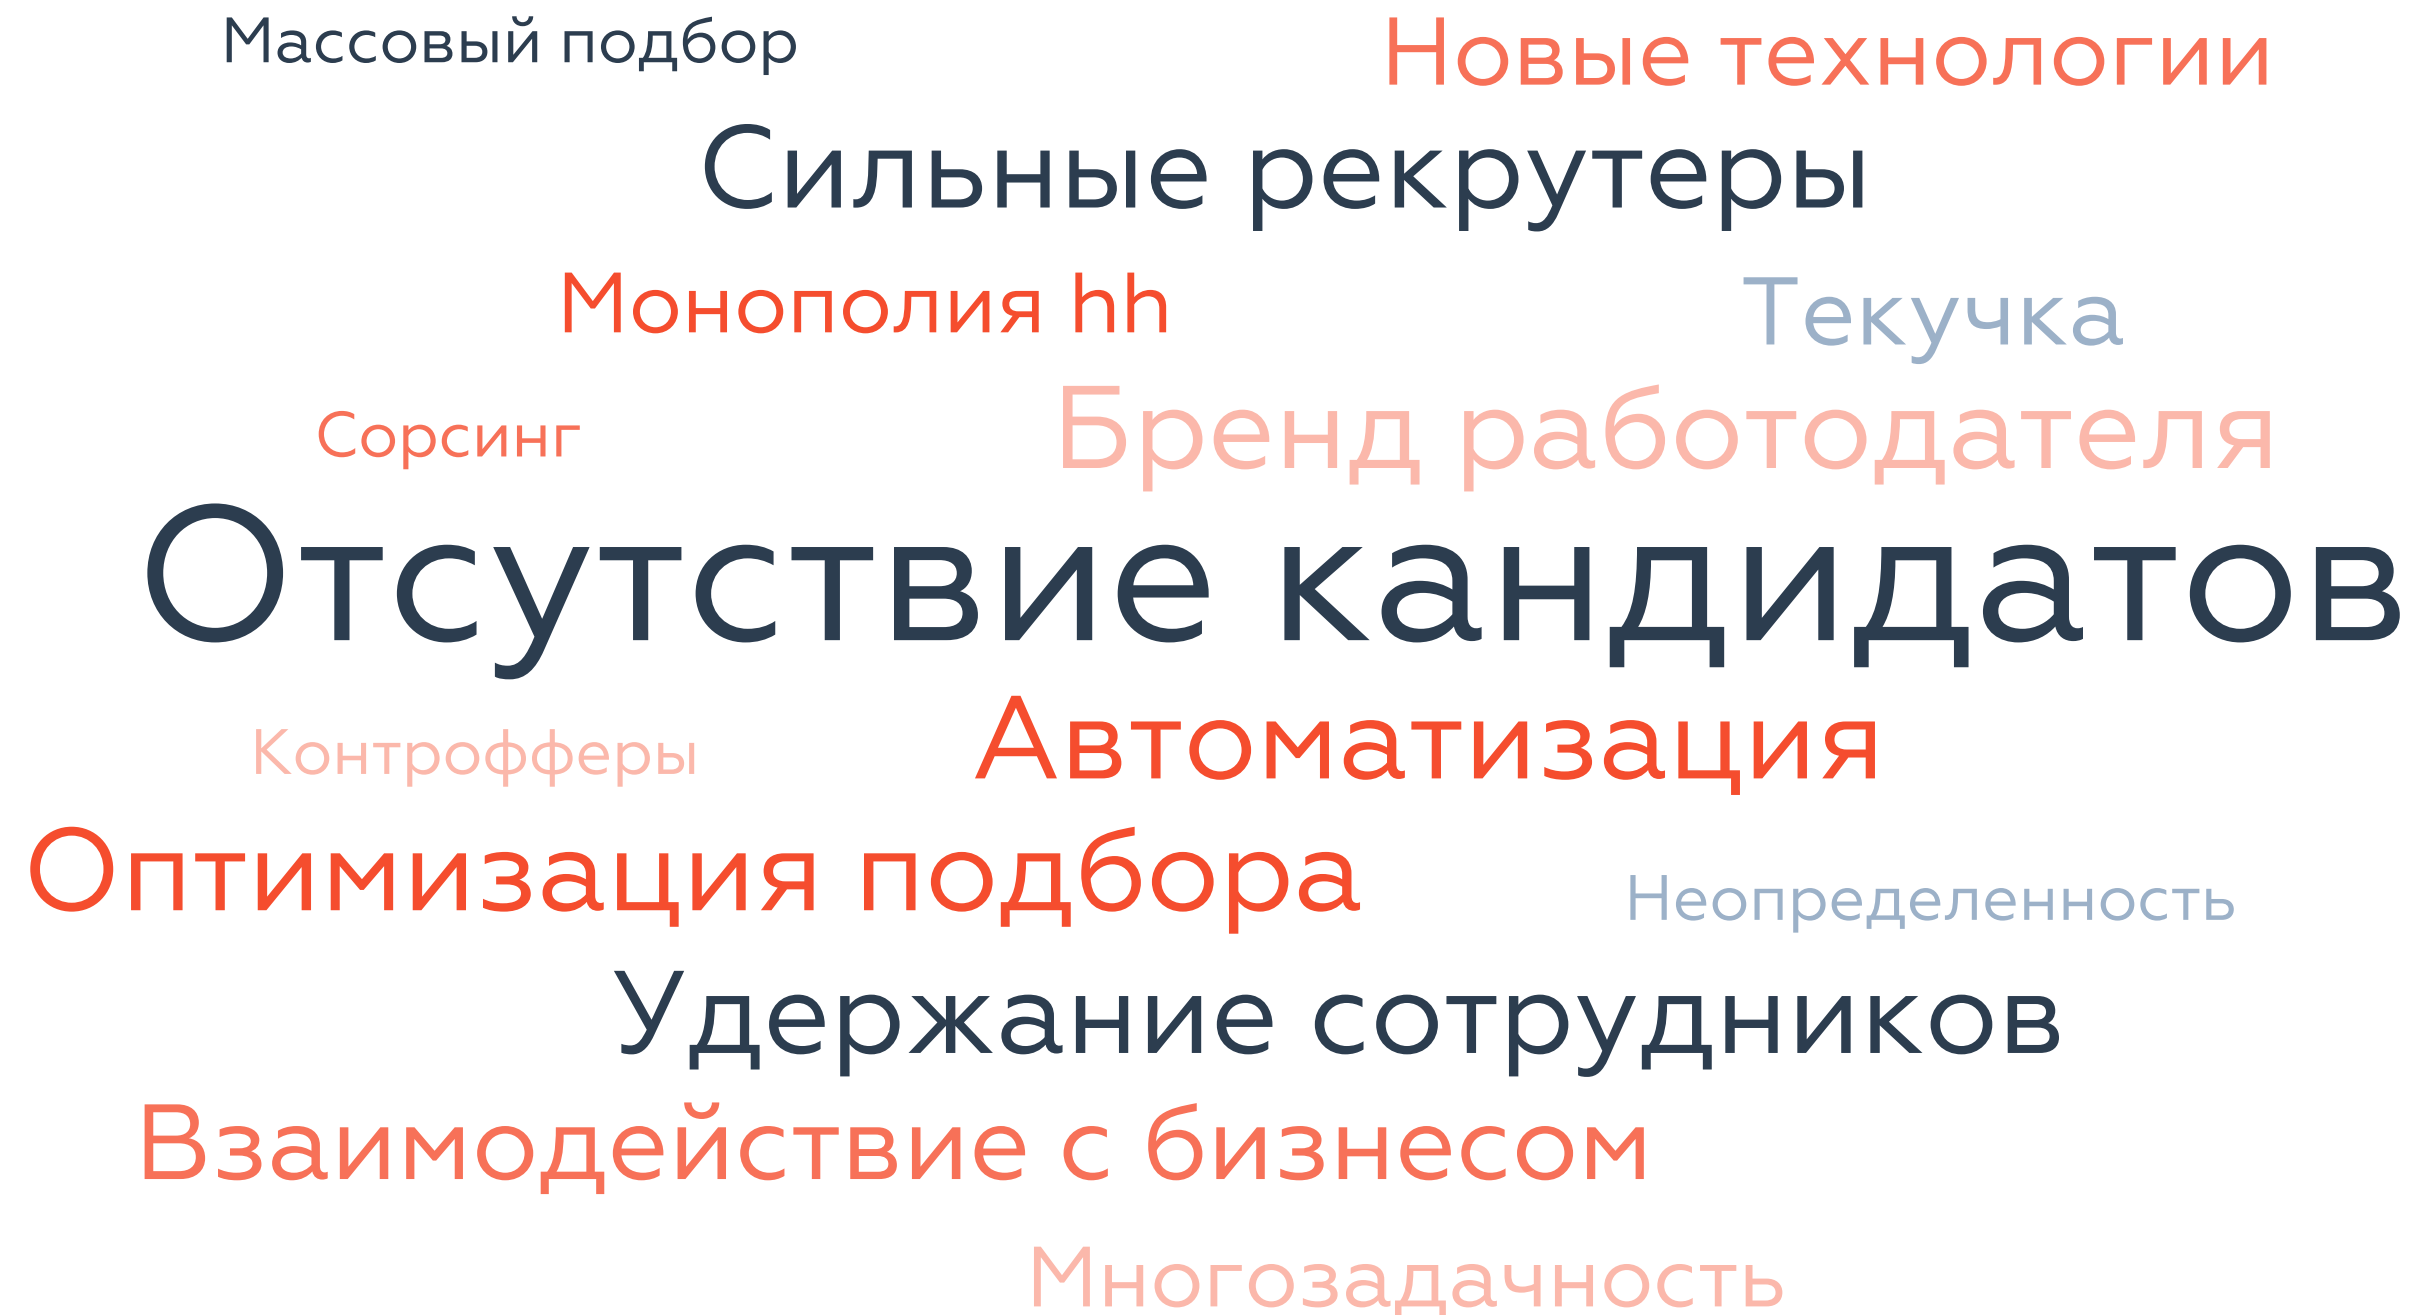 Массовый подбор
Новые технологии
Сильные рекрутеры
Монополия hh
Текучка
Сорсинг
Бренд работодателя
Отсутствие кандидатов
Контрофферы
Автоматизация
Оптимизация подбора
Неопределенность
Удержание сотрудников
Взаимодействие с бизнесом
Многозадачность